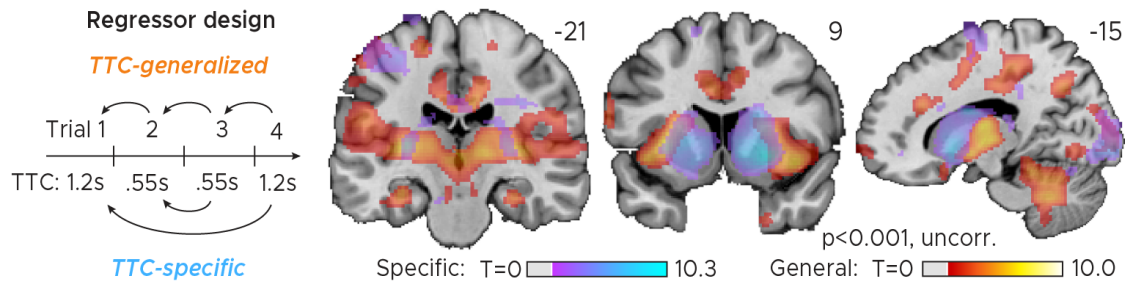 Regressor design
TTC-generalized
Trial 1 2 3 4
TTC: 1.2s .55s .55s 1.2s
TTC-specific
-21
9
-15
p<0.001, uncorr.
Specific: T=0 10.3
General: T=0 10.0